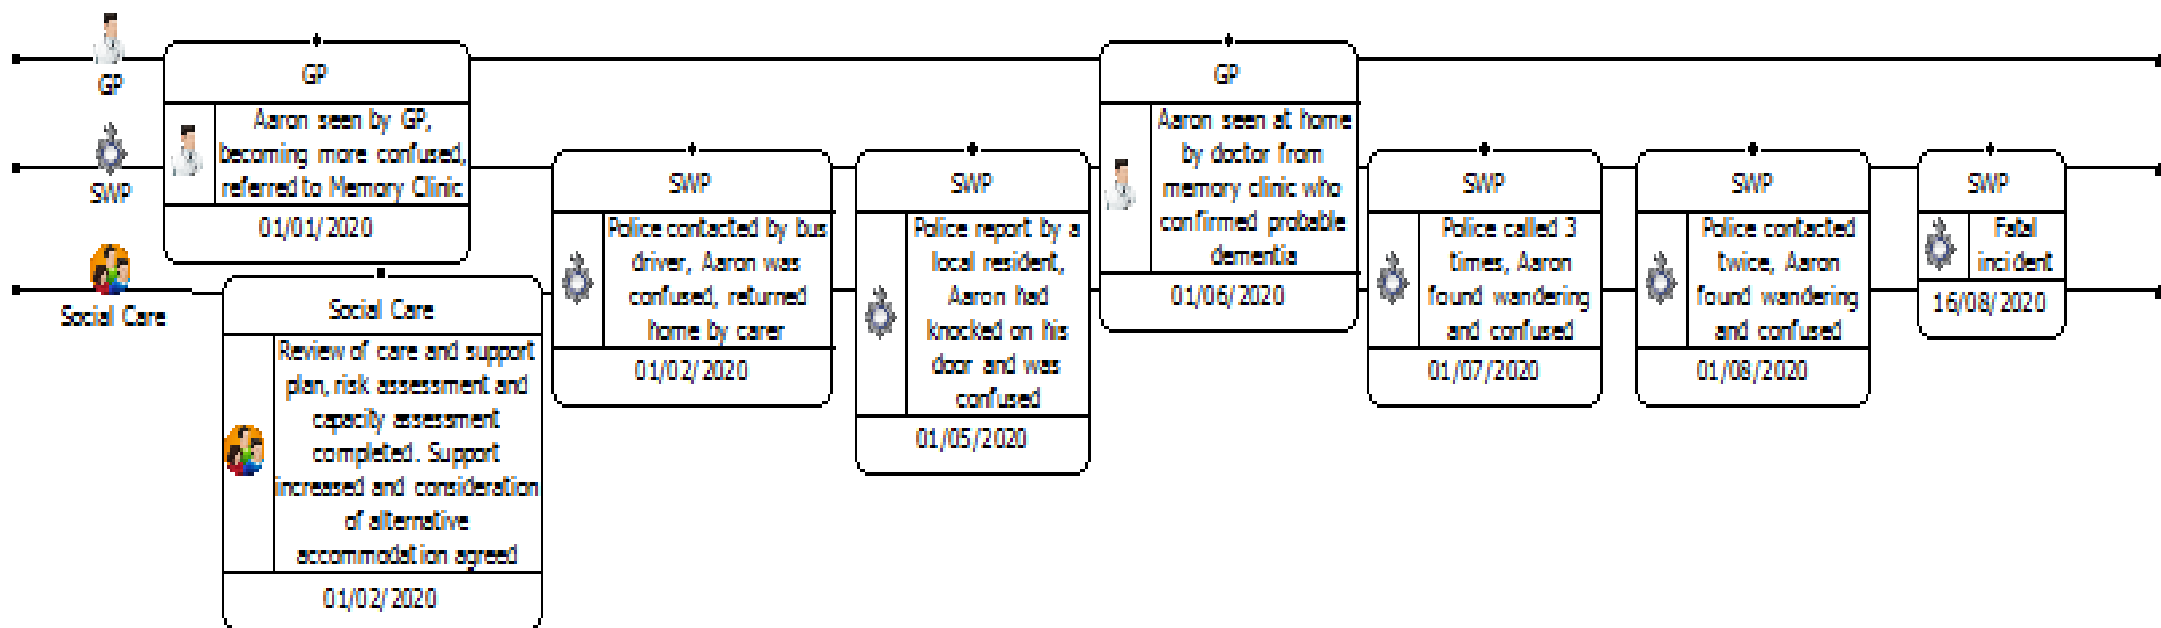 GP
SWP
Social Care
GP
Aaron seen by GP,
becoming more confused,
referred to Memory Clinic
01/01/2020
Social Care
Review of care and support
plan, risk assessment and
capacity assessment
completed. Support
increased and consideration
of alternative
accommodation agreed
01/02/2020
SWP
Police contacted by bus
driver, Aaron was
confused, returned
home by carer
01/02/2020
SWP
Police report by a
local resident,
Aaron had
knocked on his
door and was
confused
01/05/2020
GP
Aaron seen at home
by doctor from
memory clinic who
confirmed probable
dementia
01/06/2020
SWP
Police called 3
times, Aaron
found wandering
and confused
01/07/2020
SWP
Police contacted
twice, Aaron
found wandering
and confused
01/08/2020
SWP
Fatal
incident
16/08/2020